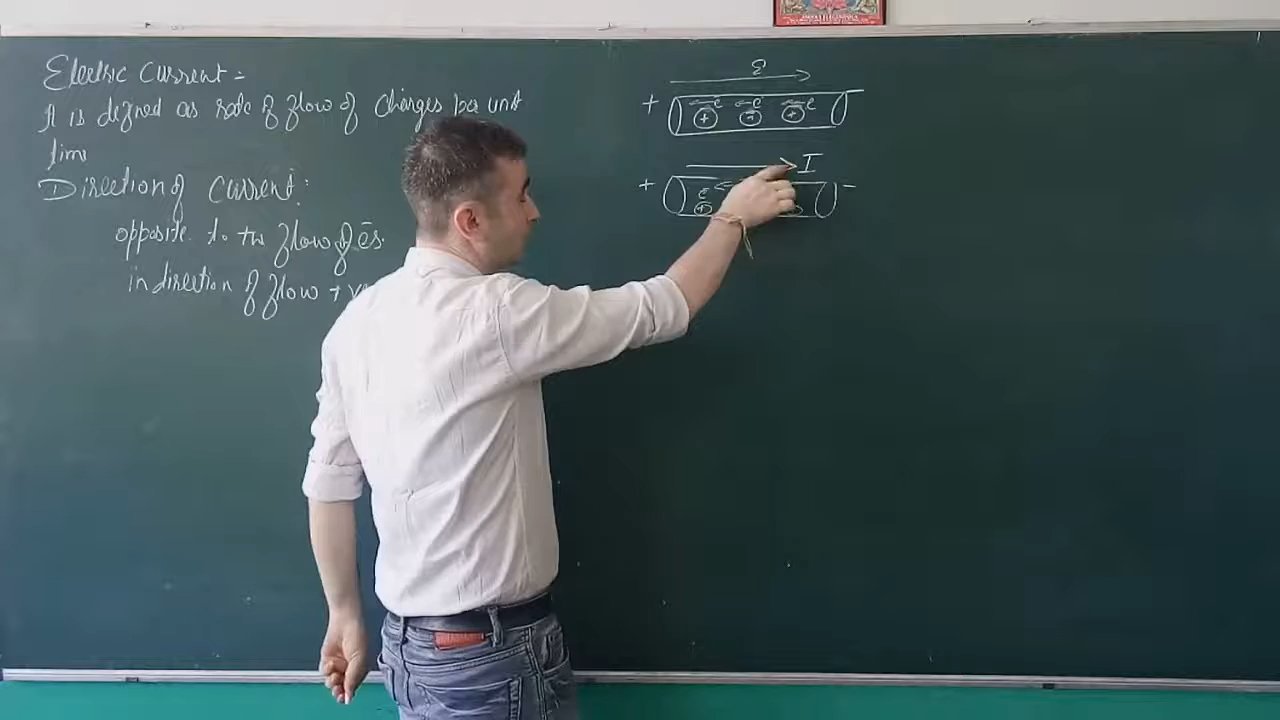 Electric Current =
It is defined as rate of flow of charges per unit
time
Direction of current:
opposite to the flow of ēs.
in direction of flow + v
ε
+ e e e -
+ + +
I
+ e -
+